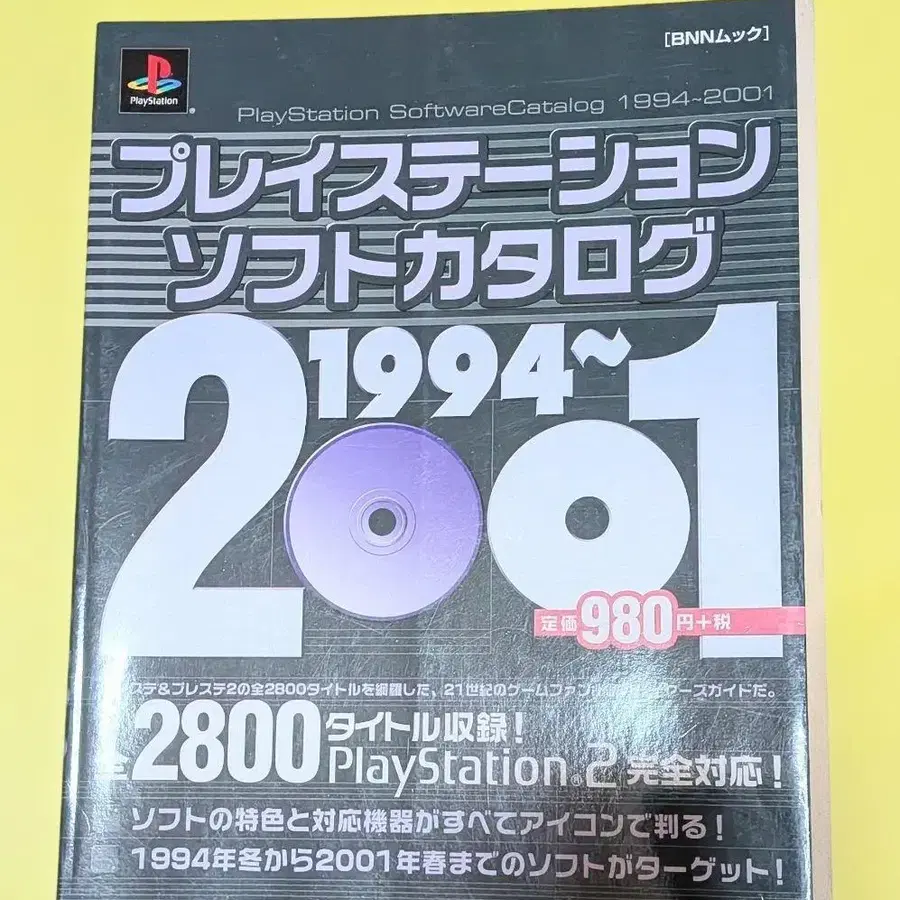 [BNNムック]
PlayStation
PlayStation SoftwareCatalog 1994~2001
プレイステーション
ソフトカタログ
1994~
2001
定価980円+税
ステ&プレステ2の全2800タイトルを網羅した、21世紀のゲームファン
ーズガイドだ。
全2800タイトル収録!
PlayStation.2 完全対応!
ソフトの特色と対応機器がすべてアイコンで判る!
1994年冬から2001年春までのソフトがターゲット!